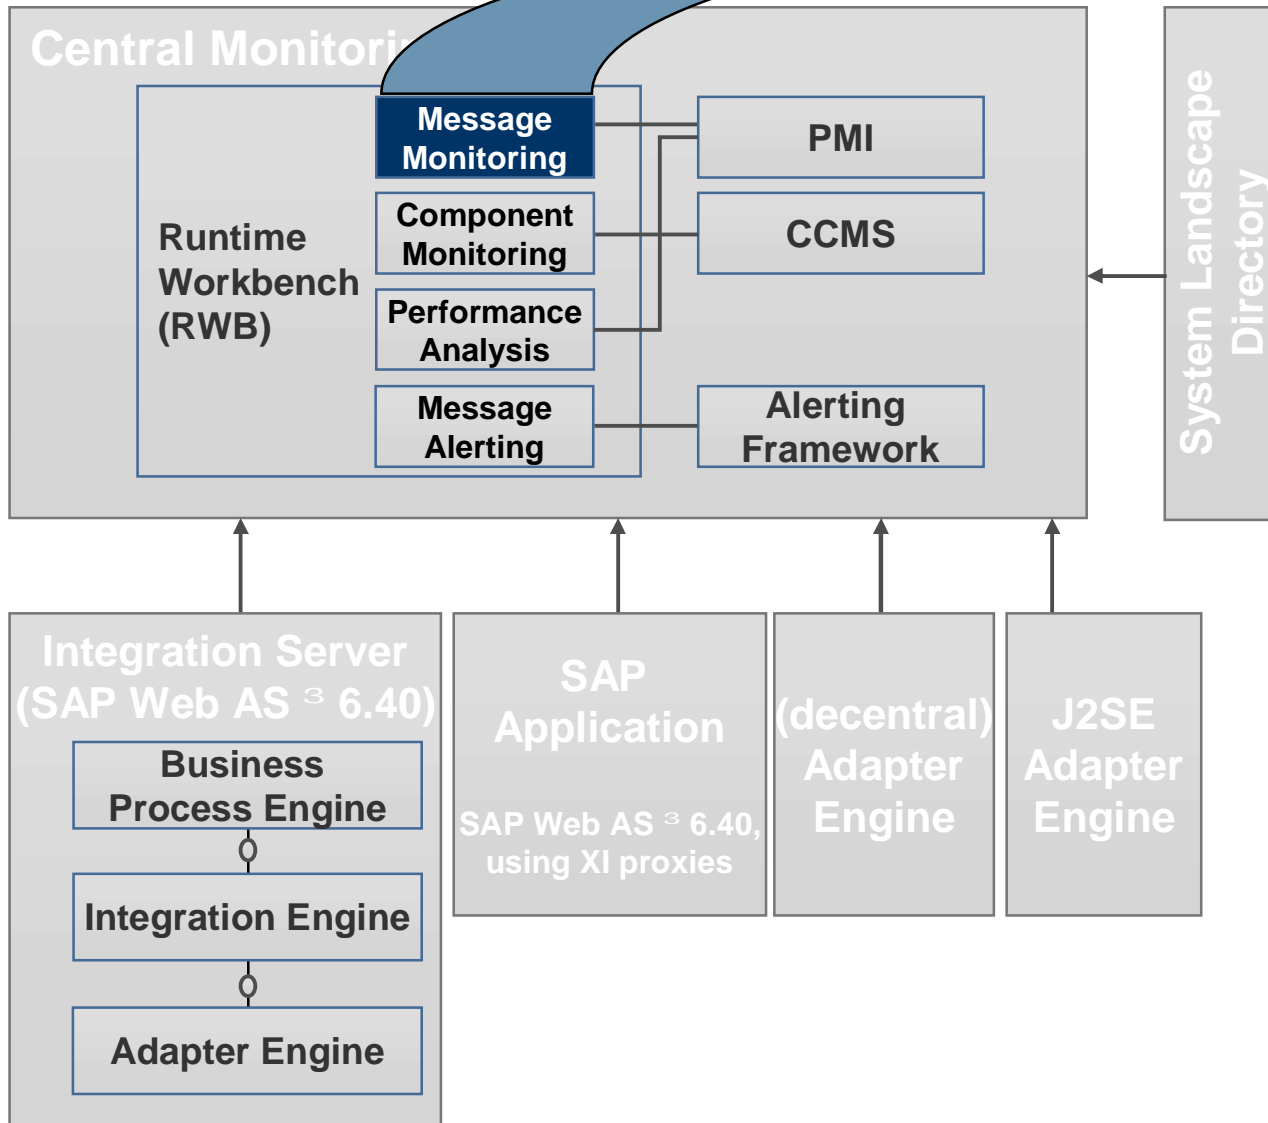 Central Monitori
Message
Monitoring
PMI
Component
Monitoring
CCMS
Runtime
Workbench
(RWB)
Performance
Analysis
Message
Alerting
Alerting
Framework
System Landscape
Directory
Integration Server
(SAP Web AS ³ 6.40)
Business
Process Engine
Integration Engine
Adapter Engine
SAP
Application
SAP Web AS ³ 6.40,
using XI proxies
(decentral)
Adapter
Engine
J2SE
Adapter
Engine